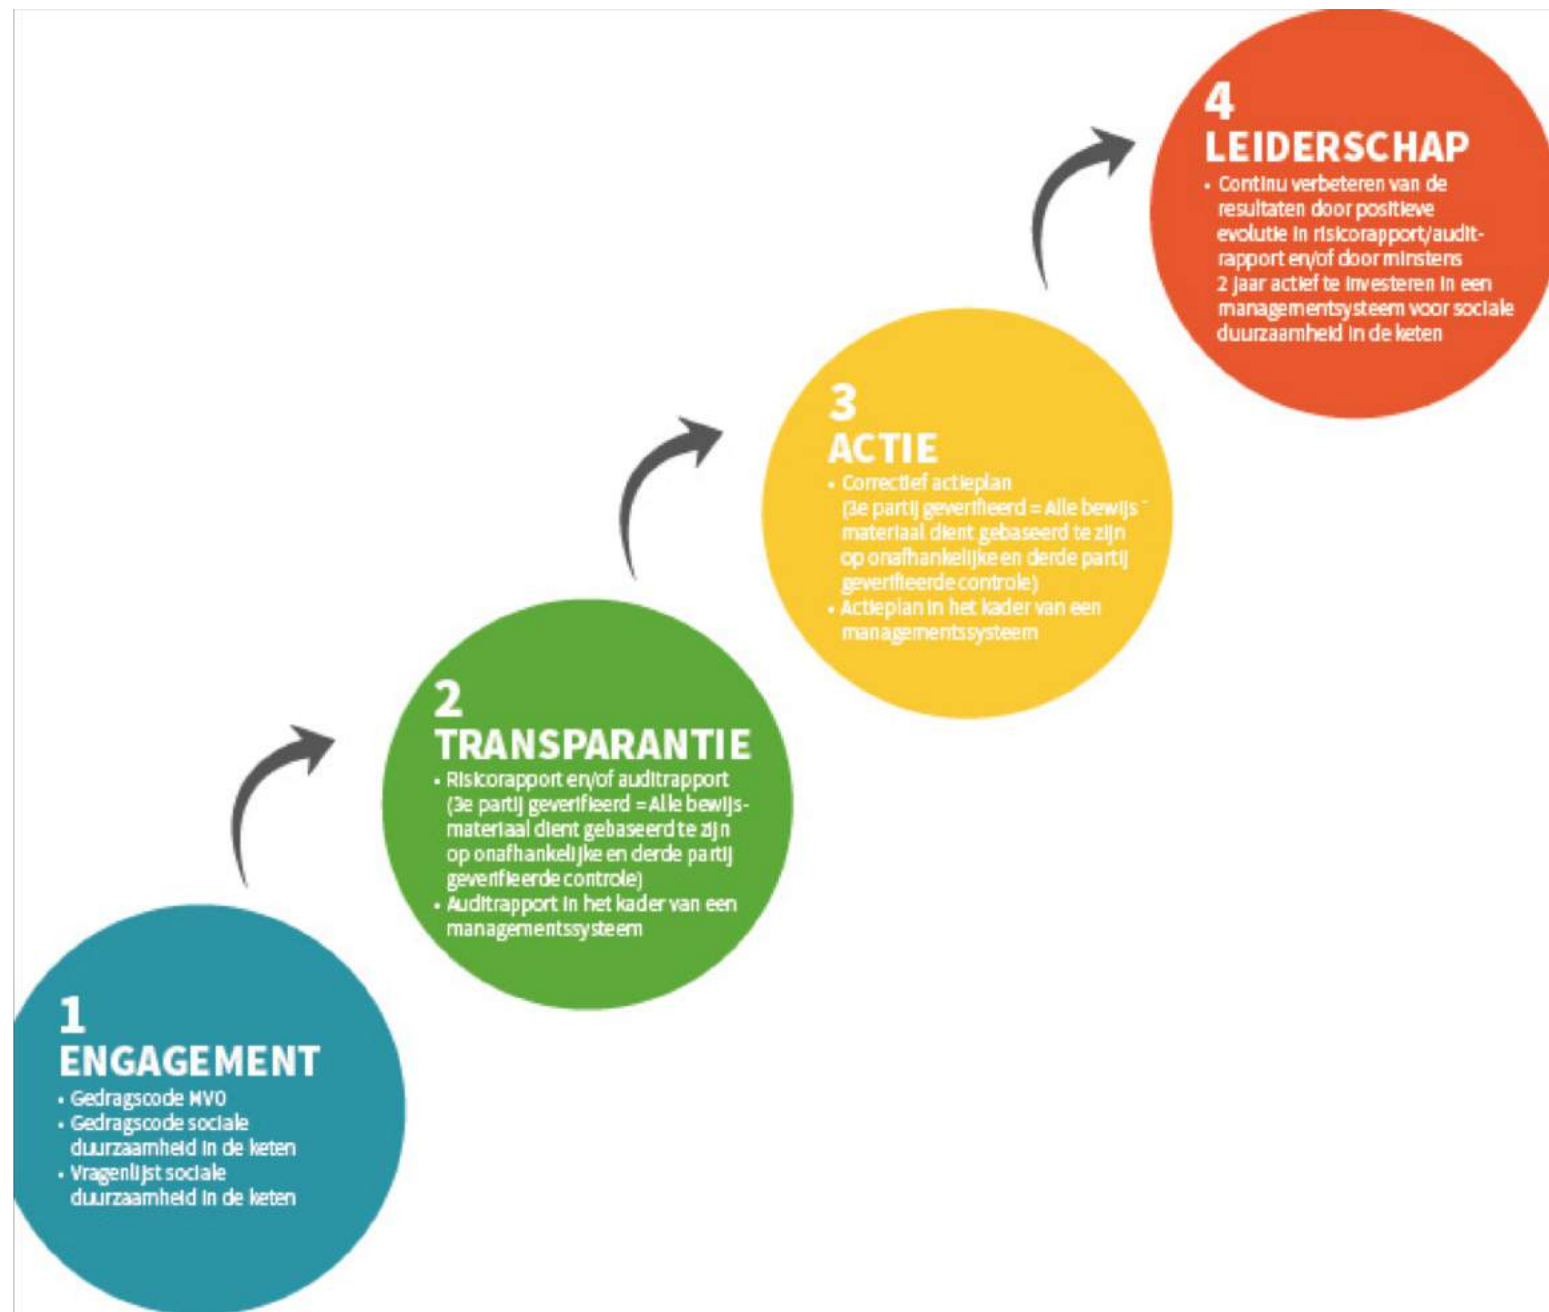 4
LEIDERSCHAP
• Continu verbeteren van de
resultaten door positieve
evolutie in risicorapport/audit-
rapport en/of door minstens
2 jaar actief te investeren in een
managementsysteem voor sociale
duurzaamheid in de keten
3
ACTIE
• Correctief actieplan
(3e partij geverifieerd = Alle bewijs-
materiaal dient gebaseerd te zijn
op onafhankelijke en derde partij
geverifieerde controle)
• Actieplan in het kader van een
managementssysteem
2
TRANSPARANTIE
• Risicorapport en/of auditrapport
(3e partij geverifieerd = Alle bewijs-
materiaal dient gebaseerd te zijn
op onafhankelijke en derde partij
geverifieerde controle)
• Auditrapport in het kader van een
managementssysteem
1
ENGAGEMENT
• Gedragscode MVO
• Gedragscode sociale
duurzaamheid in de keten
• Vragenlijst sociale
duurzaamheid in de keten